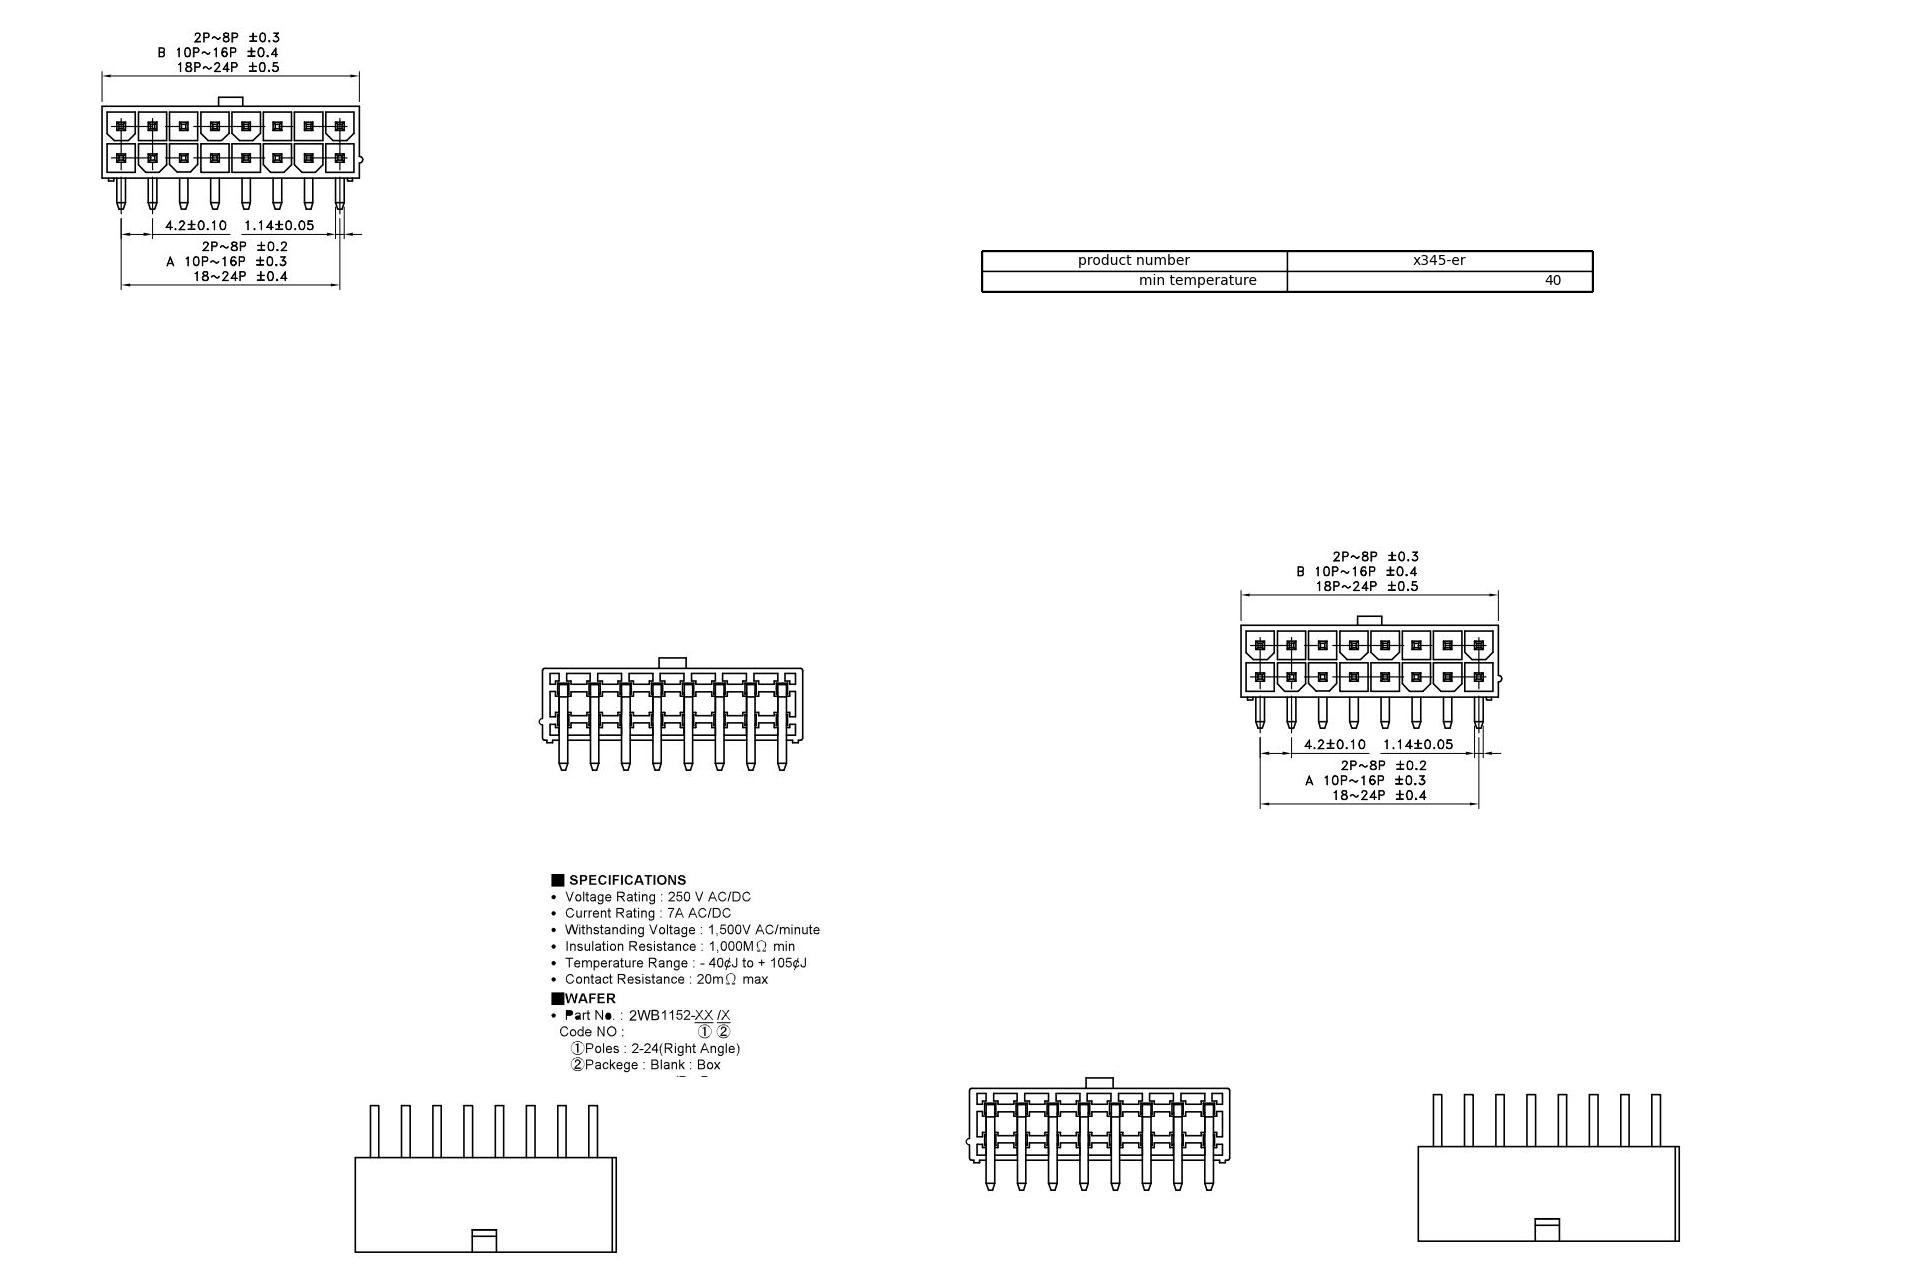 2P~8P ±0.3
B 10P~16P ±0.4
18P~24P ±0.5
4.2±0.10 1.14±0.05
2P~8P ±0.2
A 10P~16P ±0.3
18~24P ±0.4
product number x345-er
min temperature 40
2P~8P ±0.3
B 10P~16P ±0.4
18P~24P ±0.5
4.2±0.10 1.14±0.05
2P~8P ±0.2
A 10P~16P ±0.3
18~24P ±0.4
■ SPECIFICATIONS
• Voltage Rating : 250 V AC/DC
• Current Rating : 7A AC/DC
• Withstanding Voltage : 1,500V AC/minute
• Insulation Resistance : 1,000MΩ min
• Temperature Range : - 40¢J to + 105¢J
• Contact Resistance : 20mΩ max
■WAFER
• Part No. : 2WB1152-XX /X
Code NO : ① ②
①Poles : 2-24(Right Angle)
②Packege : Blank : Box